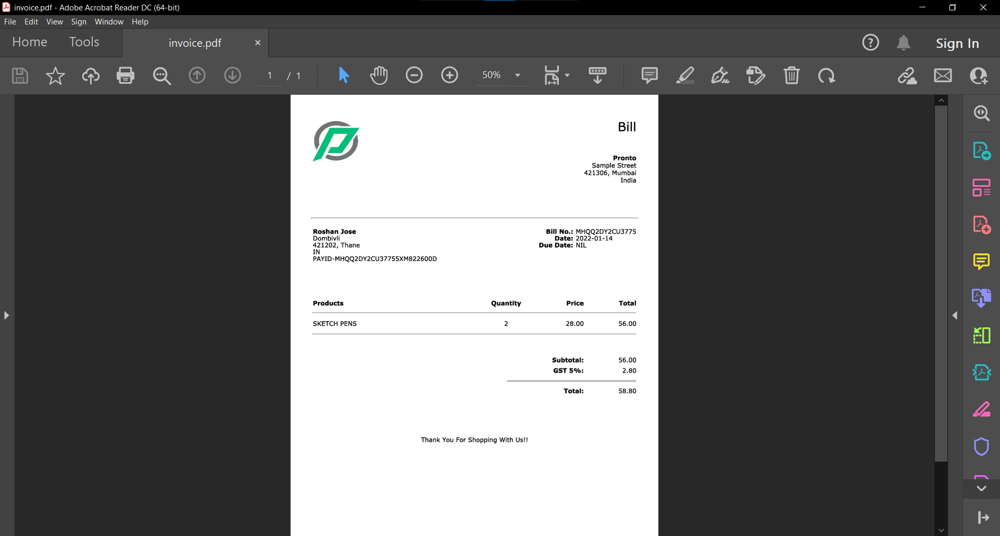 invoice.pdf - Adobe Acrobat Reader DC (64-bit)
File Edit View Sign Window Help
Home Tools invoice.pdf Sign In
1 / 1 50%
Bill
Pronto
Sample Street
421306, Mumbai
India
Roshan Jose
Dombivli
421202, Thane
IN
PAYID-MHQQ2DY2CU37755XM822600D
Bill No.: MHQQ2DY2CU3775
Date: 2022-01-14
Due Date: NIL
Products Quantity Price Total
SKETCH PENS 2 28.00 56.00
Subtotal: 56.00
GST 5%: 2.80
Total: 58.80
Thank You For Shopping With Us!!